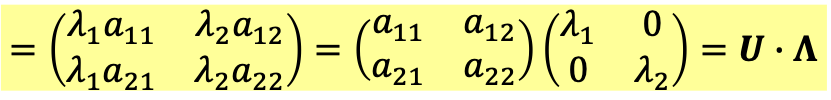 = (λ₁a₁₁ λ₂a₁₂ λ₁a₂₁ λ₂a₂₂) = (a₁₁ a₁₂ a₂₁ a₂₂) (λ₁ 0 0 λ₂) = U · Λ